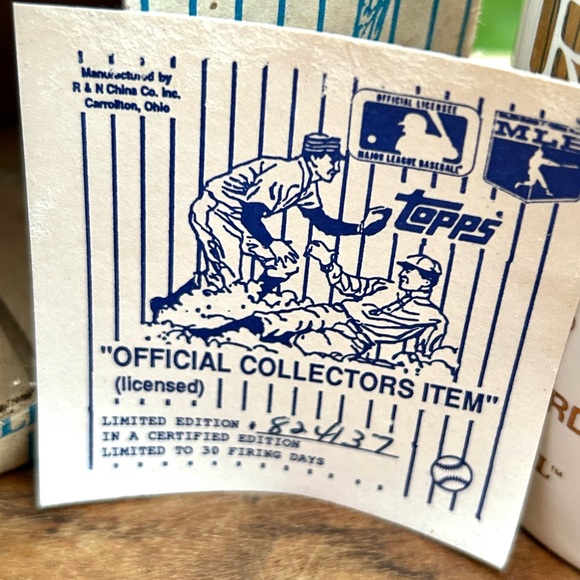 Manufactured by
R & N China Co. Inc.
Carrollton, Ohio
OFFICIAL LICENSEE
MAJOR LEAGUE BASEBALL
MLB
topps
"OFFICIAL COLLECTORS ITEM"
(licensed)
LIMITED EDITION # 824137
IN A CERTIFIED EDITION
LIMITED TO 30 FIRING DAYS